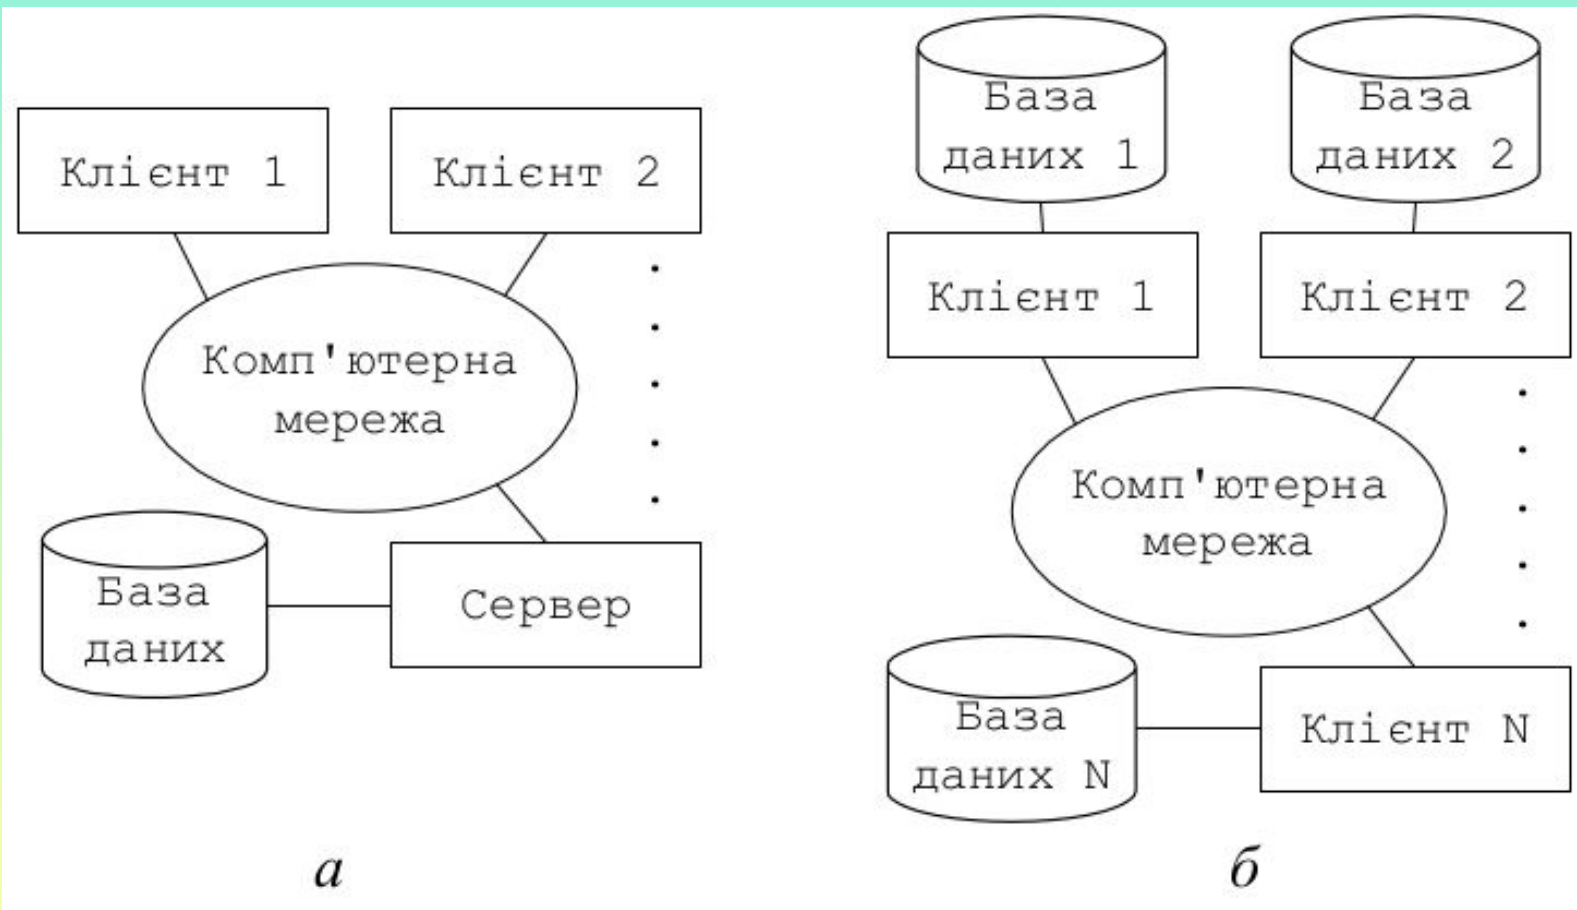 Клієнт 1
Клієнт 2
Комп'ютерна
мережа
База
даних
Сервер
а
База
даних 1
База
даних 2
Клієнт 1
Клієнт 2
Комп'ютерна
мережа
База
даних N
Клієнт N
б